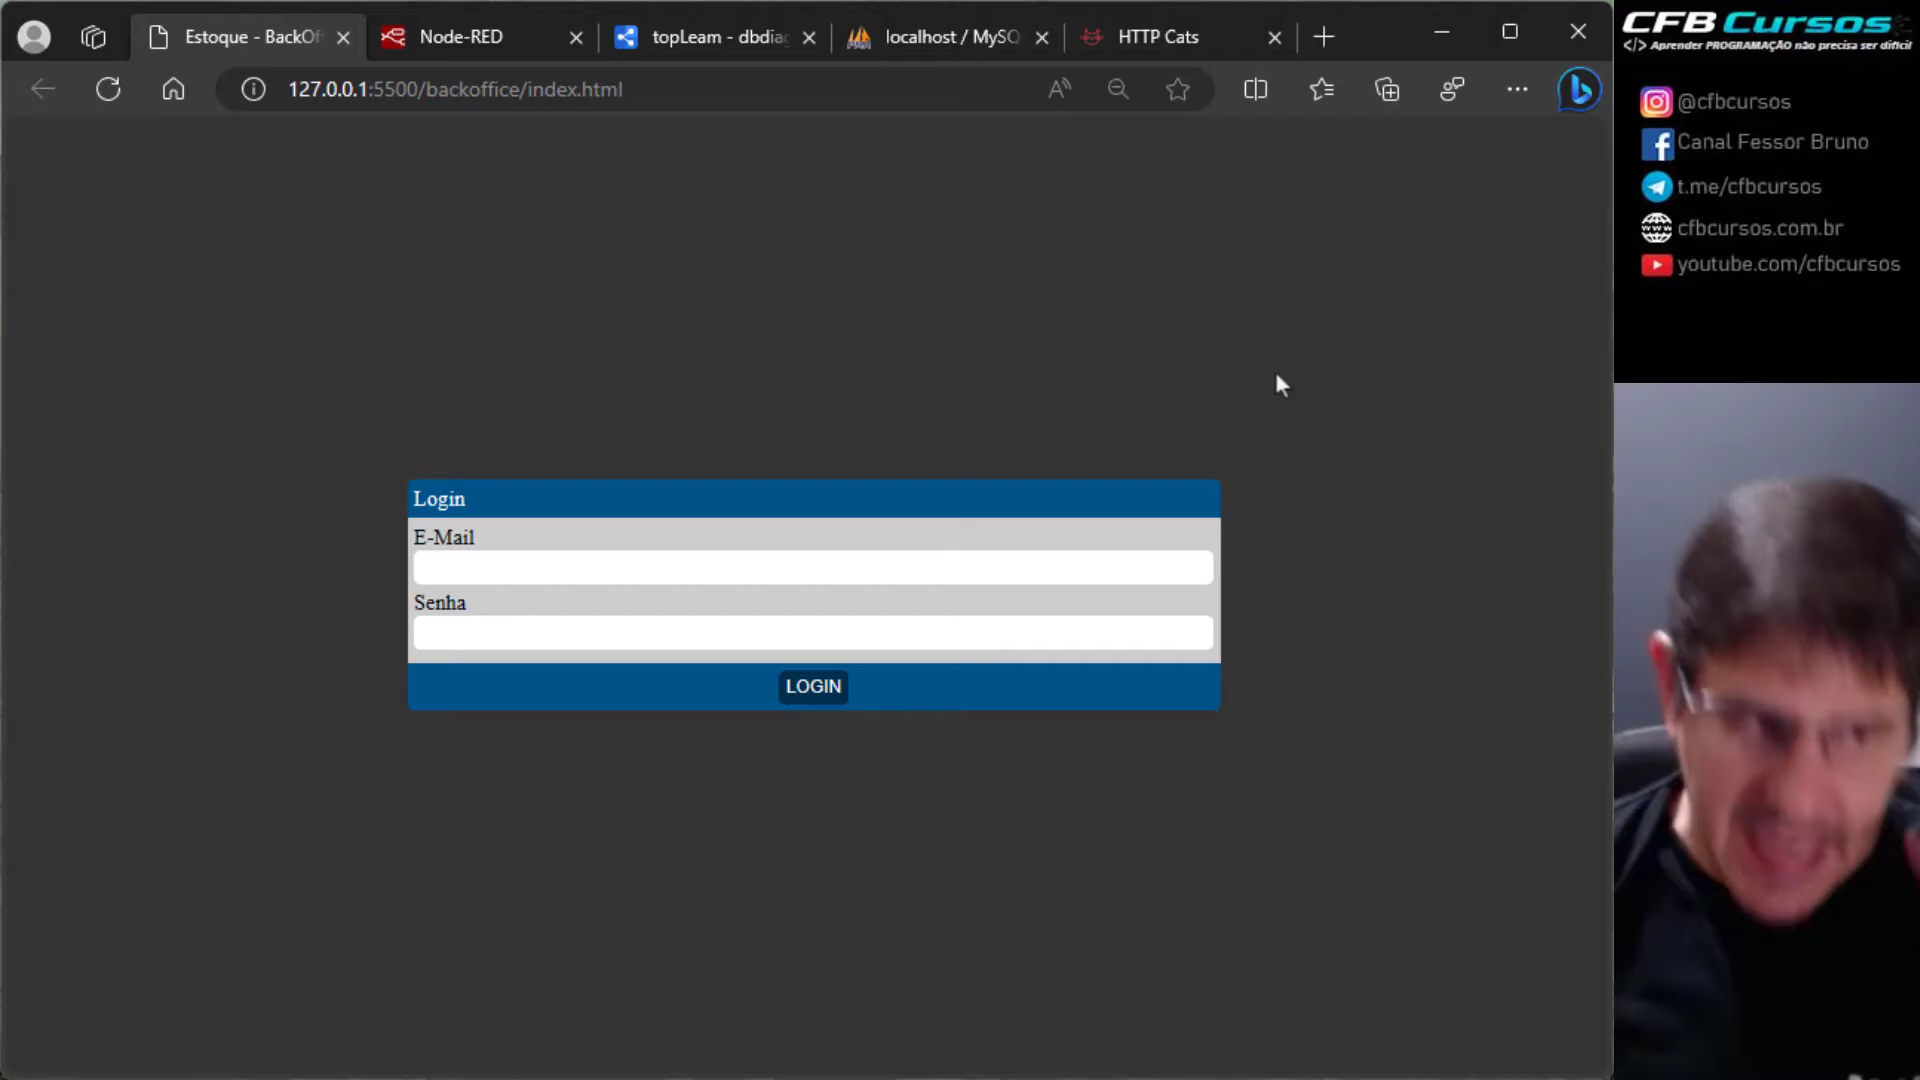 Estoque - BackOf
Node-RED
topLeam - dbdia
localhost / MySQ
HTTP Cats
127.0.0.1:5500/backoffice/index.html
Login
E-Mail
Senha
LOGIN
CFB Cursos
</> Aprender PROGRAMAÇÃO não precisa ser difícil
@cfbcursos
Canal Fessor Bruno
t.me/cfbcursos
cfbcursos.com.br
youtube.com/cfbcursos